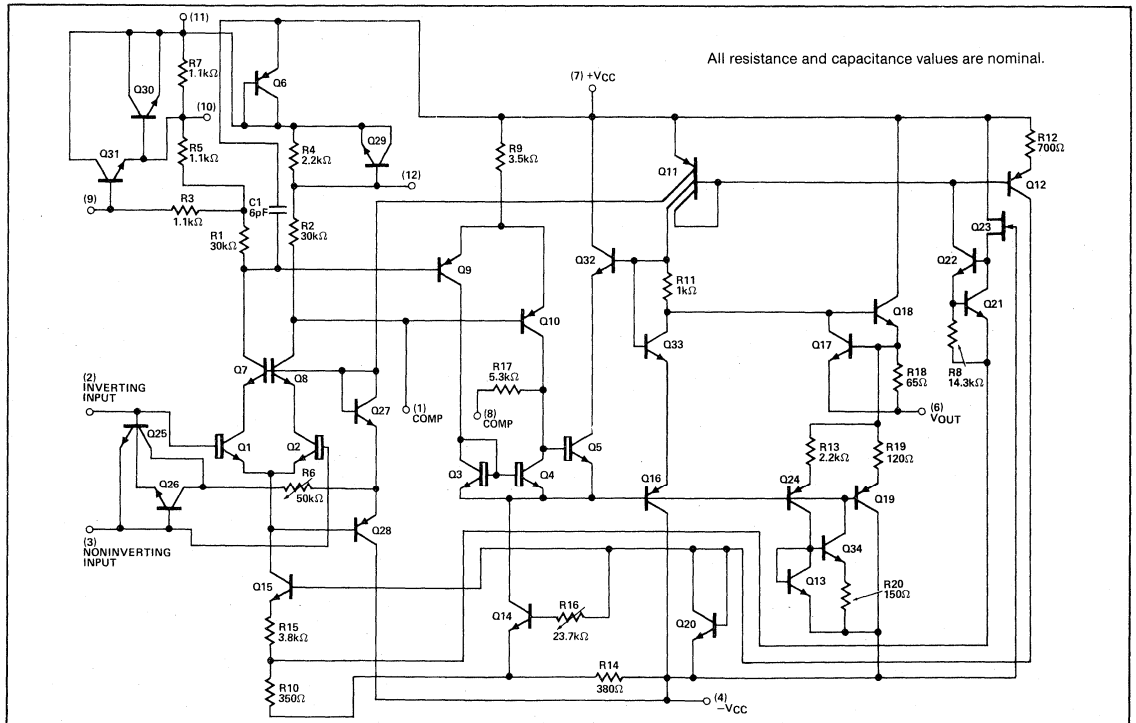 All resistance and capacitance values are nominal.
(11)
R7
1.1kΩ
Q6
(7) +VCC
Q30
(10)
R4
2.2kΩ
Q29
R9
3.5kΩ
R12
700Ω
Q31
R5
1.1kΩ
(12)
Q11
Q12
(9)
R3
1.1kΩ
C1
6pF
R2
30kΩ
Q23
R1
30kΩ
Q9
Q32
R11
1kΩ
Q22
Q21
Q10
Q18
Q33
Q17
Q7
Q8
R17
5.3kΩ
R18
65Ω
R8
14.3kΩ
(2)
INVERTING
INPUT
Q27
(1)
COMP
(8)
COMP
(6)
VOUT
Q25
Q1
Q2
Q3
Q4
Q5
R13
2.2kΩ
R19
120Ω
Q26
R6
50kΩ
Q16
Q24
Q19
(3) NONINVERTING
INPUT
Q28
Q34
Q15
Q14
R16
23.7kΩ
Q20
Q13
R20
150Ω
R15
3.8kΩ
R14
380Ω
R10
350Ω
(4)
−VCC